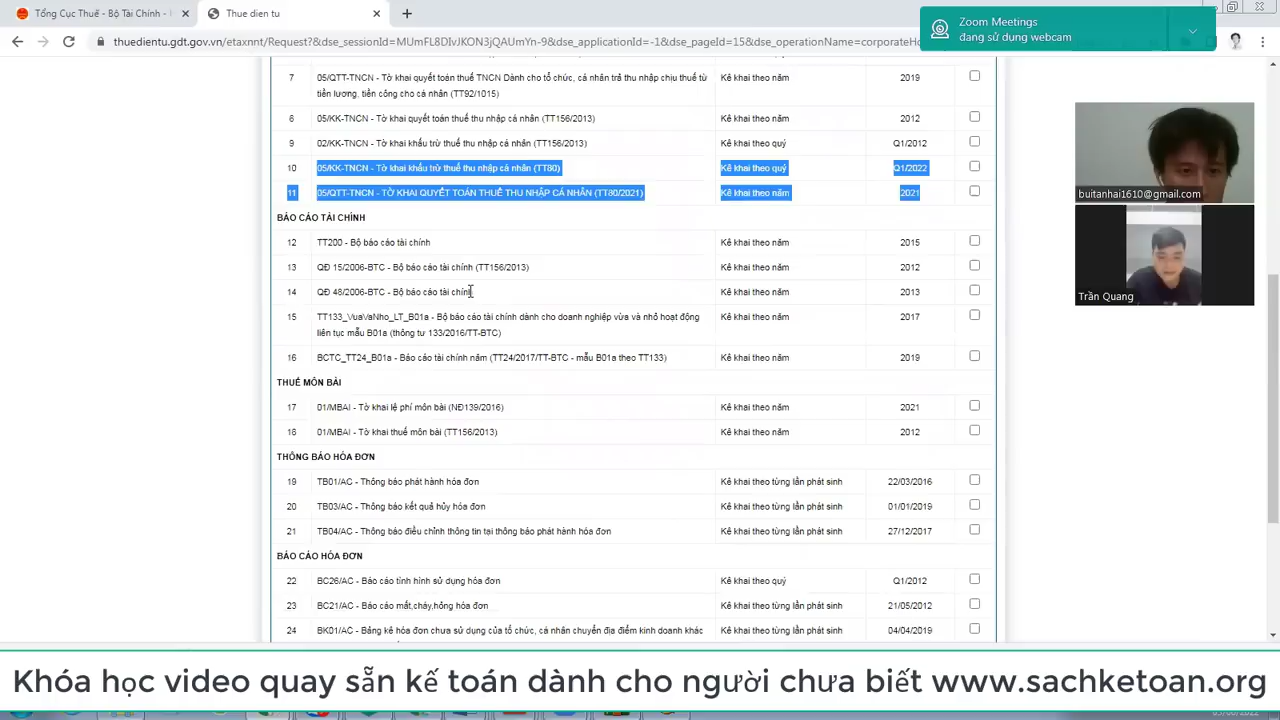 Tổng Cục Thuế - Bộ Tài Chính -
Thue dien tu
Zoom Meetings
đang sử dụng webcam
thuedientu.gdt.gov.vn/etaxnnt/Request?&dse_sessionId=MUmFL8DIvJKON3jQAUmYn-9&dse_applicationId=-1&dse_pageId=15&dse_operationName=corporateHo
7 05/QTT-TNCN - Tờ khai quyết toán thuế TNCN Dành cho tổ chức, cá nhân trả thu nhập chịu thuế từ Kê khai theo năm 2019
tiền lương, tiền công cho cá nhân (TT92/1015)
8 05/KK-TNCN - Tờ khai quyết toán thuế thu nhập cá nhân (TT156/2013) Kê khai theo năm 2012
9 02/KK-TNCN - Tờ khai khấu trừ thuế thu nhập cá nhân (TT156/2013) Kê khai theo quý Q1/2012
10 05/KK-TNCN - Tờ khai khấu trừ thuế thu nhập cá nhân (TT80) Kê khai theo quý Q1/2022
11 05/QTT-TNCN - TỜ KHAI QUYẾT TOÁN THUẾ THU NHẬP CÁ NHÂN (TT80/2021) Kê khai theo năm 2021
BÁO CÁO TÀI CHÍNH
12 TT200 - Bộ báo cáo tài chính Kê khai theo năm 2015
13 QĐ 15/2006-BTC - Bộ báo cáo tài chính (TT156/2013) Kê khai theo năm 2012
14 QĐ 48/2006-BTC - Bộ báo cáo tài chính Kê khai theo năm 2013
15 TT133_VuaVaNho_LT_B01a - Bộ báo cáo tài chính dành cho doanh nghiệp vừa và nhỏ hoạt động Kê khai theo năm 2017
liên tục mẫu B01a (thông tư 133/2016/TT-BTC)
16 BCTC_TT24_B01a - Báo cáo tài chính năm (TT24/2017/TT-BTC - mẫu B01a theo TT133) Kê khai theo năm 2019
THUẾ MÔN BÀI
17 01/MBAI - Tờ khai lệ phí môn bài (NĐ139/2016) Kê khai theo năm 2021
18 01/MBAI - Tờ khai thuế môn bài (TT156/2013) Kê khai theo năm 2012
THÔNG BÁO HÓA ĐƠN
19 TB01/AC - Thông báo phát hành hóa đơn Kê khai theo từng lần phát sinh 22/03/2016
20 TB03/AC - Thông báo kết quả hủy hóa đơn Kê khai theo từng lần phát sinh 01/01/2019
21 TB04/AC - Thông báo điều chỉnh thông tin tại thông báo phát hành hóa đơn Kê khai theo từng lần phát sinh 27/12/2017
BÁO CÁO HÓA ĐƠN
22 BC26/AC - Báo cáo tình hình sử dụng hóa đơn Kê khai theo quý Q1/2012
23 BC21/AC - Báo cáo mất,cháy,hỏng hóa đơn Kê khai theo từng lần phát sinh 21/05/2012
24 BK01/AC - Bảng kê hóa đơn chưa sử dụng của tổ chức, cá nhân chuyển địa điểm kinh doanh khác Kê khai theo từng lần phát sinh 04/04/2019
buitanhai1610@gmail.com
Trần Quang
Khóa học video quay sẵn kế toán dành cho người chưa biết www.sachketoan.org